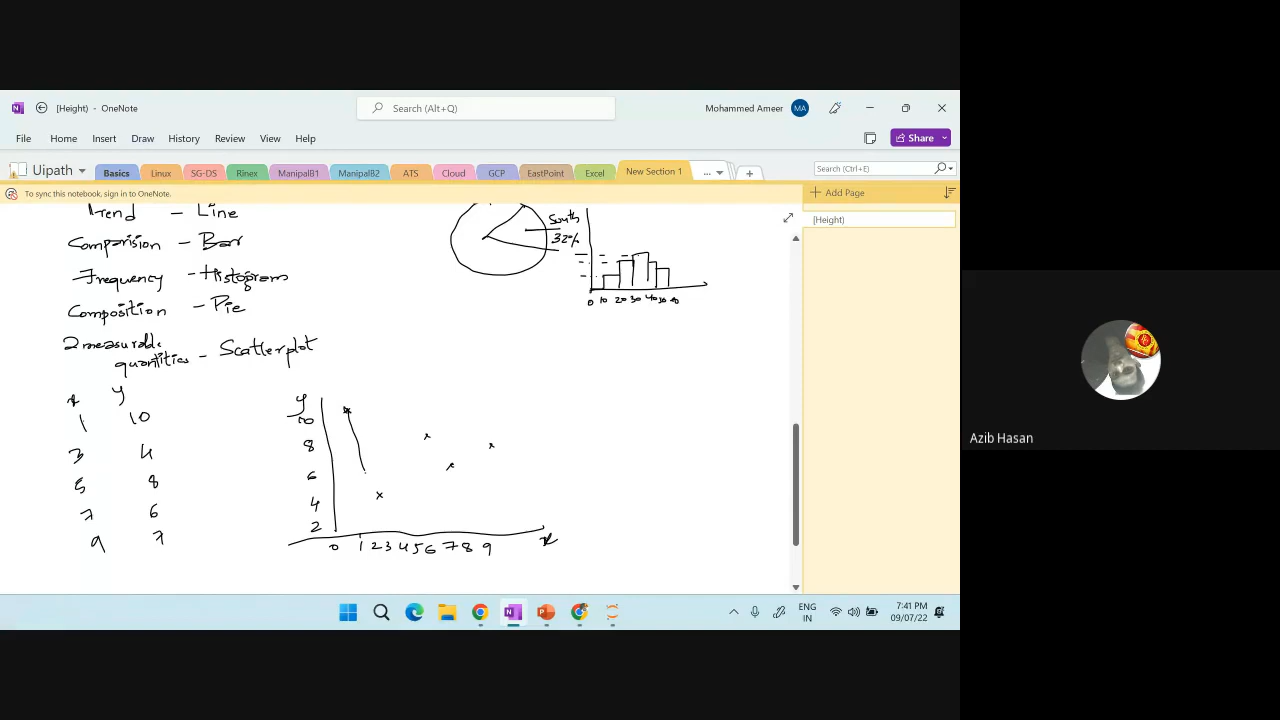 [Height] - OneNote
Search (Alt+Q)
Mohammed Ameer
MA
File Home Insert Draw History Review View Help
Share
Uipath
Basics Linux SG-DS Rinex ManipalB1 ManipalB2 ATS Cloud GCP EastPoint Excel New Section 1 ...
Search (Ctrl+E)
To sync this notebook, sign in to OneNote.
Add Page
[Height]
Trend - Line
Comparision - Bar
Frequency - Histogram
Composition - Pie
2 measurable
quantities - Scatterplot
South
32%
0 10 20 30 40
x y
1 10
3 4
5 8
7 6
9 7
y
10
8
6
4
2
0 1 2 3 4 5 6 7 8 9 x
Azib Hasan
ENG
IN
7:41 PM
09/07/22